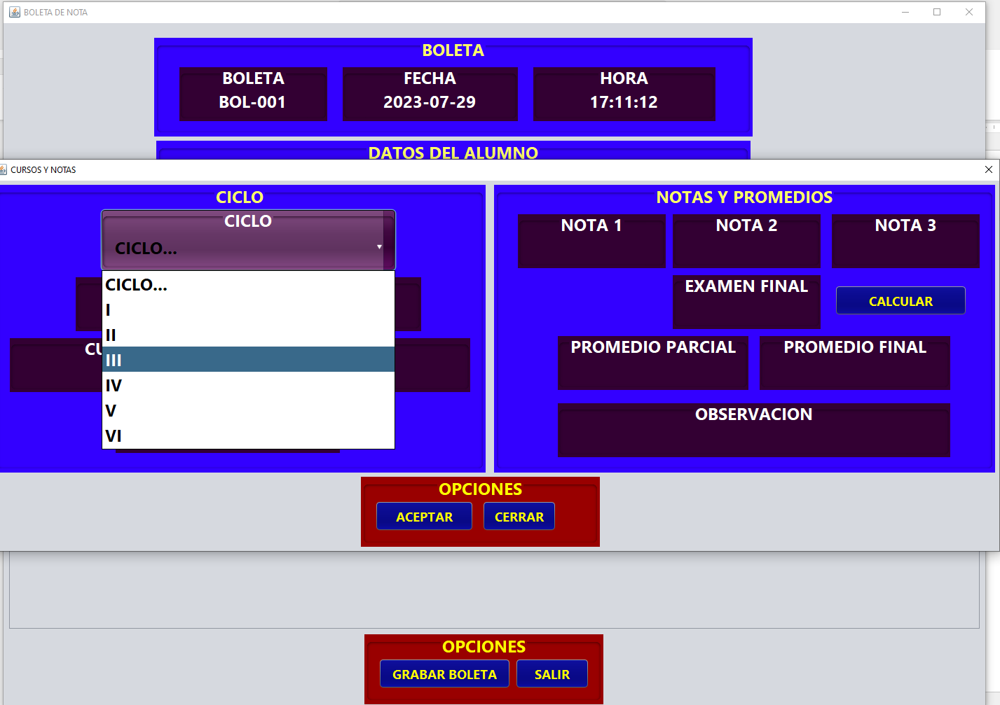 BOLETA DE NOTA
BOLETA
BOLETA
BOL-001
FECHA
2023-07-29
HORA
17:11:12
DATOS DEL ALUMNO
CURSOS Y NOTAS
CICLO
CICLO
CICLO...
CICLO...
I
II
III
IV
V
VI
NOTAS Y PROMEDIOS
NOTA 1
NOTA 2
NOTA 3
EXAMEN FINAL
CALCULAR
PROMEDIO PARCIAL
PROMEDIO FINAL
OBSERVACION
OPCIONES
ACEPTAR
CERRAR
OPCIONES
GRABAR BOLETA
SALIR